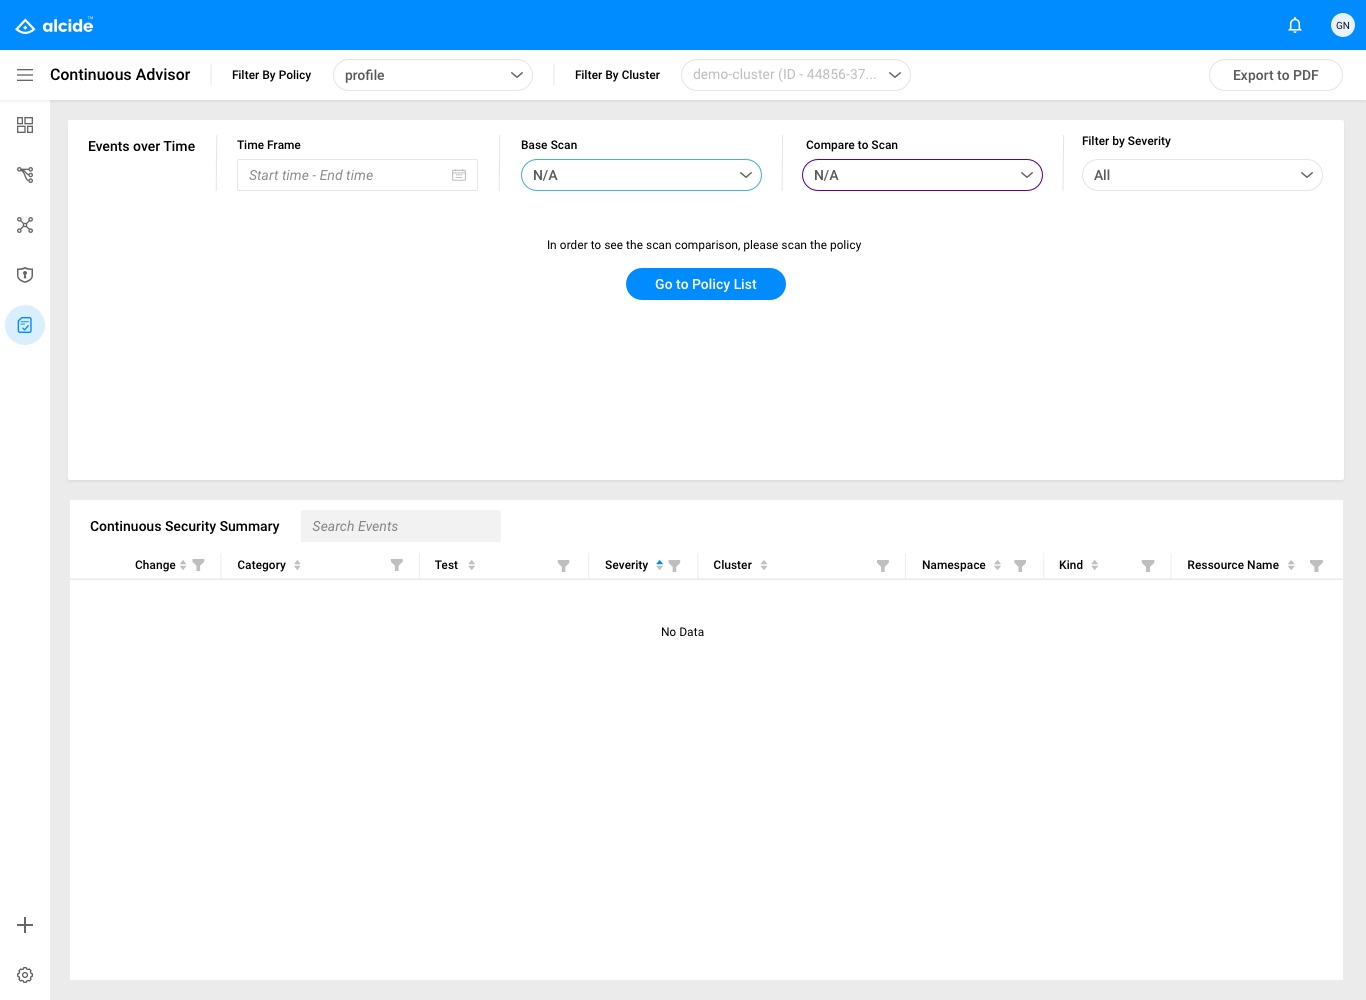 alcide™
GN
Continuous Advisor
Filter By Policy
profile
Filter By Cluster
demo-cluster (ID - 44856-37...
Export to PDF
Events over Time
Time Frame
Start time - End time
Base Scan
N/A
Compare to Scan
N/A
Filter by Severity
All
In order to see the scan comparison, please scan the policy
Go to Policy List
Continuous Security Summary
Search Events
Change
Category
Test
Severity
Cluster
Namespace
Kind
Ressource Name
No Data